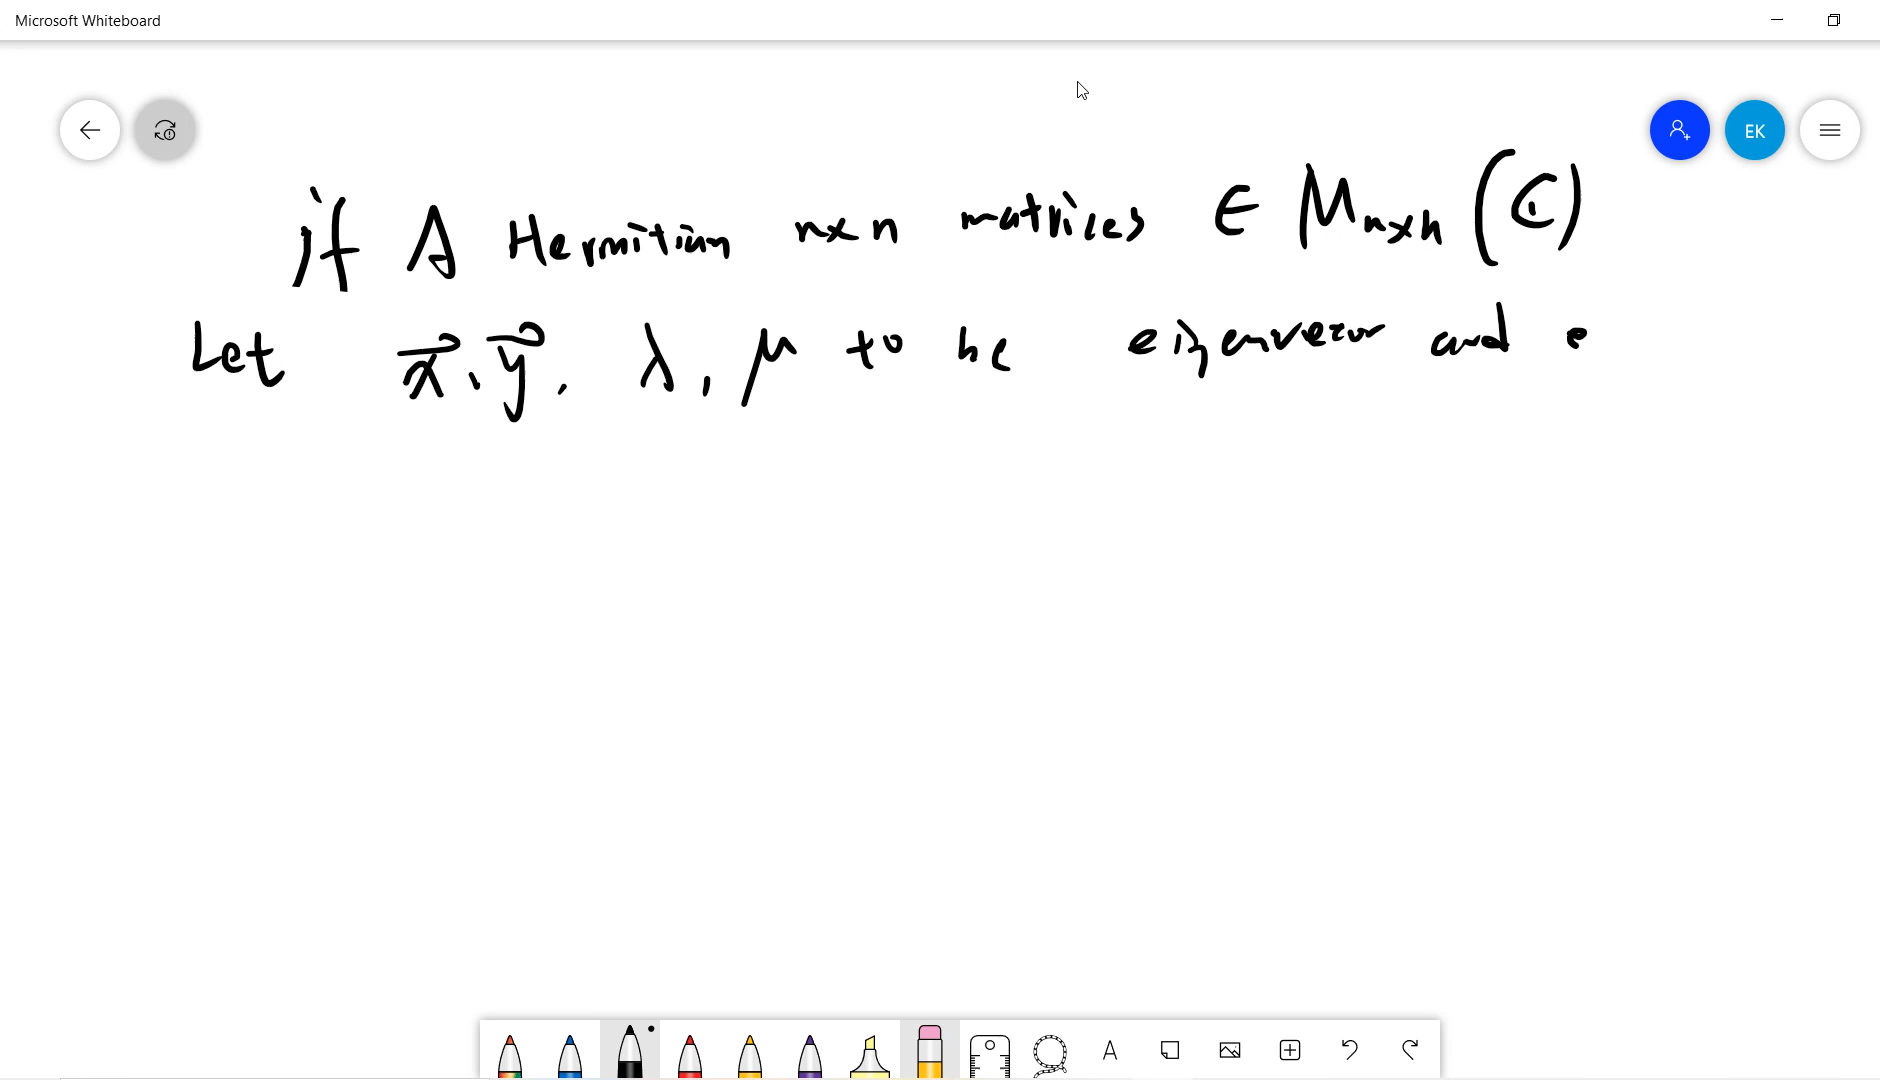 Microsoft Whiteboard
EK
if A Hermitian n×n matrices ∈ Mn×n (ℂ)
Let x⃗, y⃗, λ, μ to be eigenvector and e
A